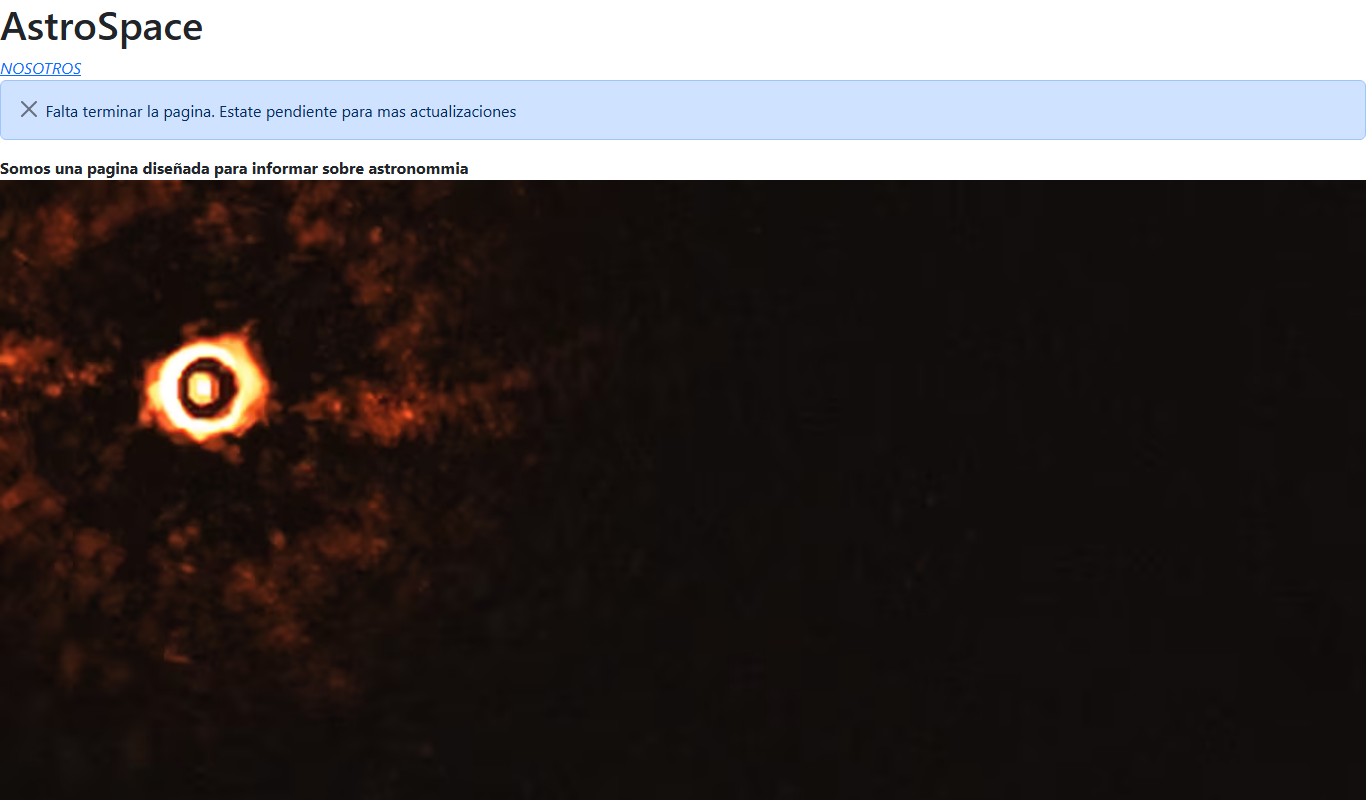 AstroSpace
NOSOTROS
Falta terminar la pagina. Estate pendiente para mas actualizaciones
Somos una pagina diseñada para informar sobre astronommia